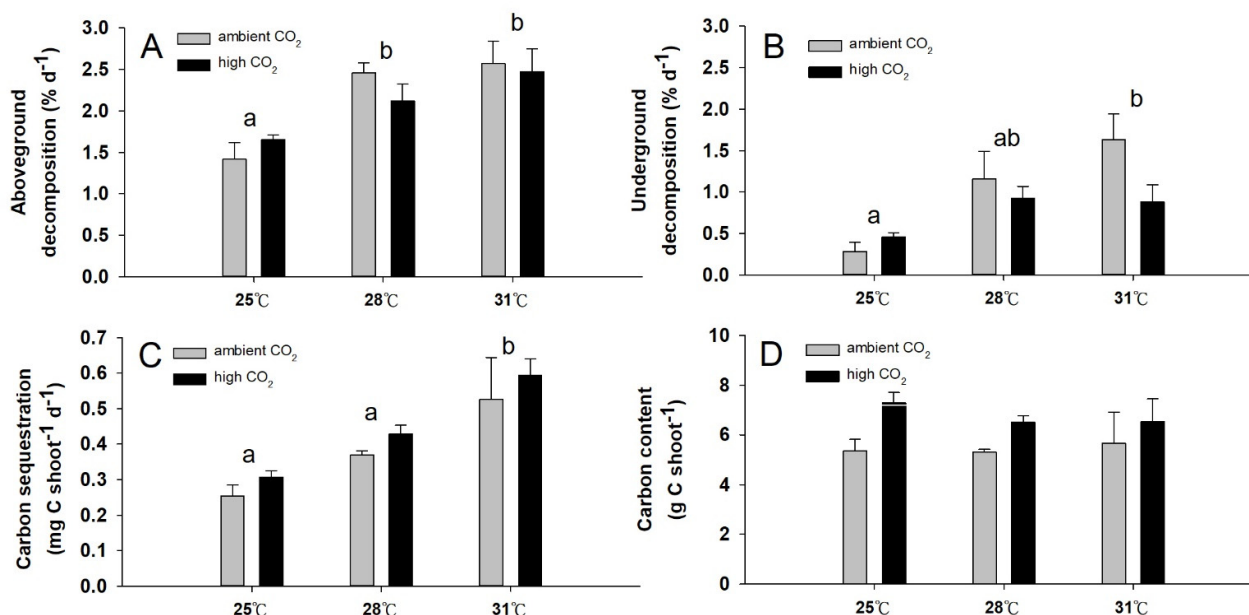 A
ambient CO₂
high CO₂
Aboveground
decomposition (% d⁻¹)
3.0
2.5
2.0
1.5
1.0
0.5
0.0
a
b
b
25℃
28℃
31℃
B
ambient CO₂
high CO₂
Underground
decomposition (% d⁻¹)
3.0
2.5
2.0
1.5
1.0
0.5
0.0
a
ab
b
25℃
28℃
31℃
C
ambient CO₂
high CO₂
Carbon sequestration
(mg C shoot⁻¹ d⁻¹)
0.7
0.6
0.5
0.4
0.3
0.2
0.1
0.0
a
a
b
25℃
28℃
31℃
D
ambient CO₂
high CO₂
Carbon content
(g C shoot⁻¹)
10
8
6
4
2
0
25℃
28℃
31℃